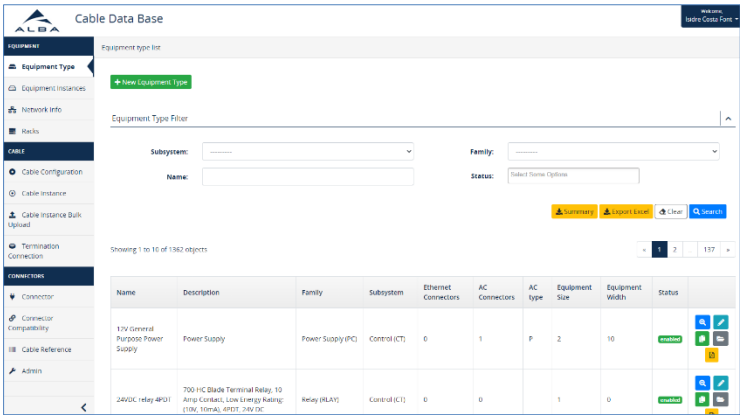 ALBA
Cable Data Base
Welcome,
Isidre Costa Font
EQUIPMENT
Equipment Type
Equipment Instances
Network Info
Racks
CABLE
Cable Configuration
Cable Instance
Cable Instance Bulk
Upload
Termination
Connection
CONNECTORS
Connector
Connector
Compatibility
Cable Reference
Admin
Equipment type list
+ New Equipment Type
Equipment Type Filter
Subsystem: ----------
Family: ----------
Name:
Status: Select Some Options
Summary Export Excel Clear Search
Showing 1 to 10 of 1362 objects
« 1 2 ... 137 »
Name Description Family Subsystem Ethernet Connectors AC Connectors AC type Equipment Size Equipment Width Status
12V General
Purpose Power
Supply
Power Supply Power Supply (PC) Control (CT) 0 1 P 2 10 enabled
24VDC relay 4PDT
700-HC Blade Terminal Relay, 10
Amp Contact, Low Energy Rating:
(10V, 10mA), 4PDT, 24V DC
Relay (RLAY) Control (CT) 0 0 1 0 enabled